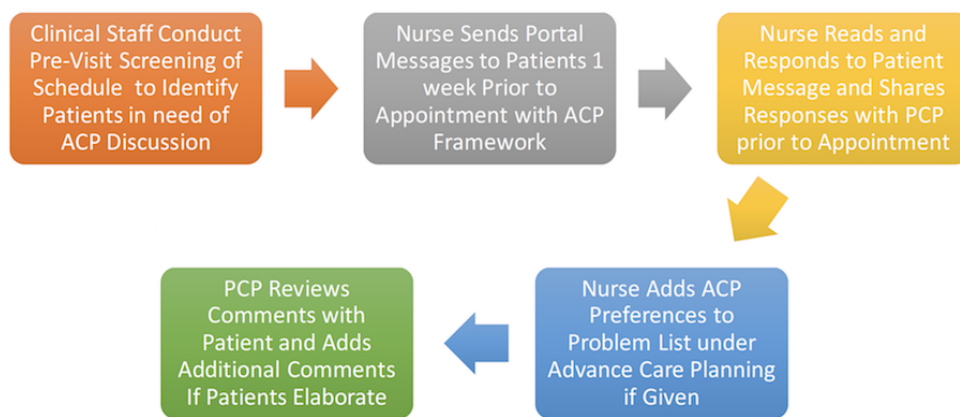 Clinical Staff Conduct
Pre-Visit Screening of
Schedule to Identify
Patients in need of
ACP Discussion
Nurse Sends Portal
Messages to Patients 1
week Prior to
Appointment with ACP
Framework
Nurse Reads and
Responds to Patient
Message and Shares
Responses with PCP
prior to Appointment
Nurse Adds ACP
Preferences to
Problem List under
Advance Care Planning
if Given
PCP Reviews
Comments with
Patient and Adds
Additional Comments
If Patients Elaborate